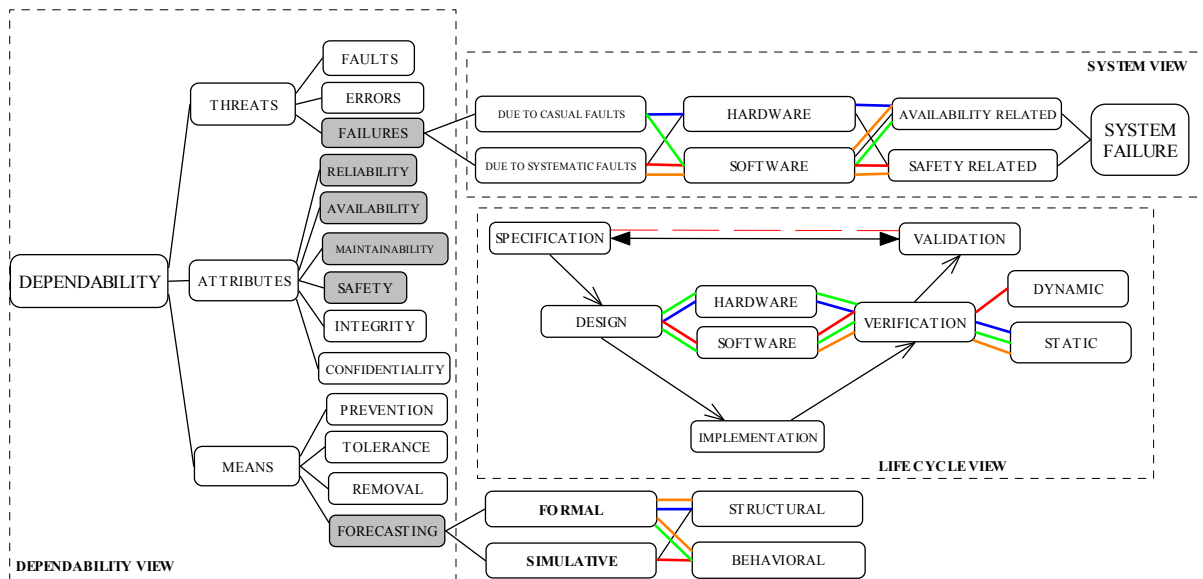 FAULTS
THREATS
ERRORS
FAILURES
RELIABILITY
AVAILABILITY
MAINTAINABILITY
DEPENDABILITY
ATTRIBUTES
SAFETY
INTEGRITY
CONFIDENTIALITY
PREVENTION
TOLERANCE
MEANS
REMOVAL
FORECASTING
DEPENDABILITY VIEW
SYSTEM VIEW
DUE TO CASUAL FAULTS
HARDWARE
AVAILABILITY RELATED
DUE TO SYSTEMATIC FAULTS
SOFTWARE
SAFETY RELATED
SYSTEM
FAILURE
SPECIFICATION
VALIDATION
DESIGN
HARDWARE
SOFTWARE
VERIFICATION
DYNAMIC
STATIC
IMPLEMENTATION
LIFE CYCLE VIEW
FORMAL
STRUCTURAL
SIMULATIVE
BEHAVIORAL